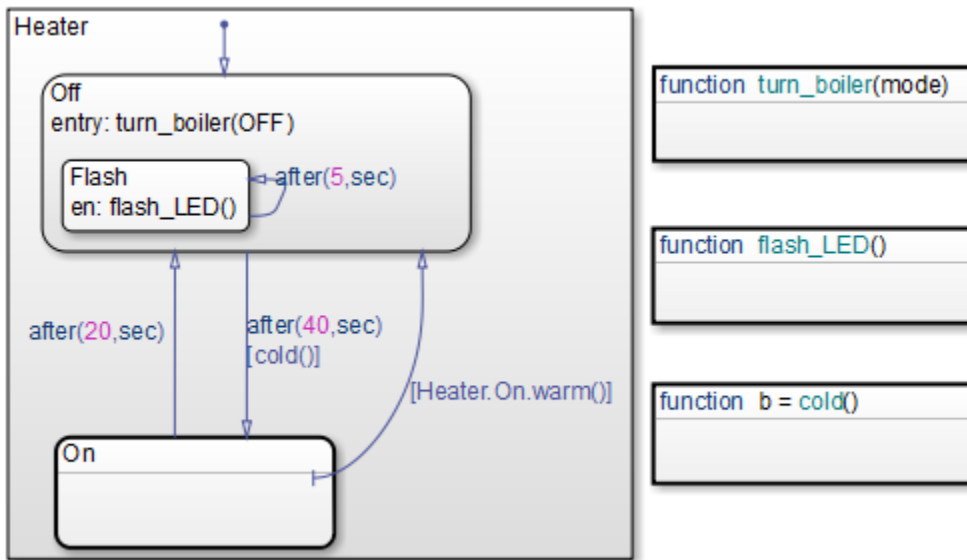 Heater
Off
entry: turn_boiler(OFF)
Flash
en: flash_LED()
after(5,sec)
after(20,sec)
after(40,sec)
[cold()]
[Heater.On.warm()]
On
function turn_boiler(mode)
function flash_LED()
function b = cold()